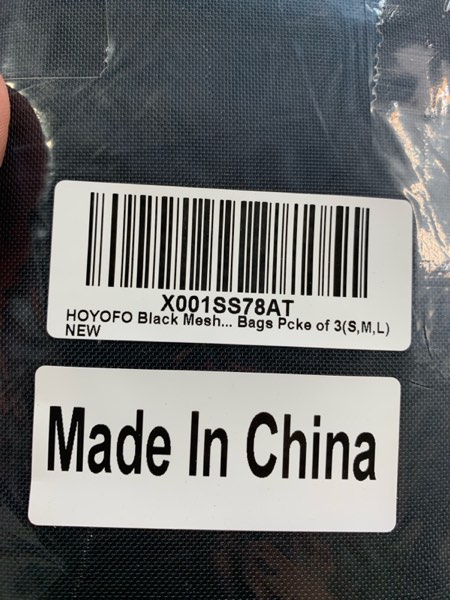 X001SS78AT
HOYOFO Black Mesh... Bags Pcke of 3(S,M,L)
NEW
Made In China